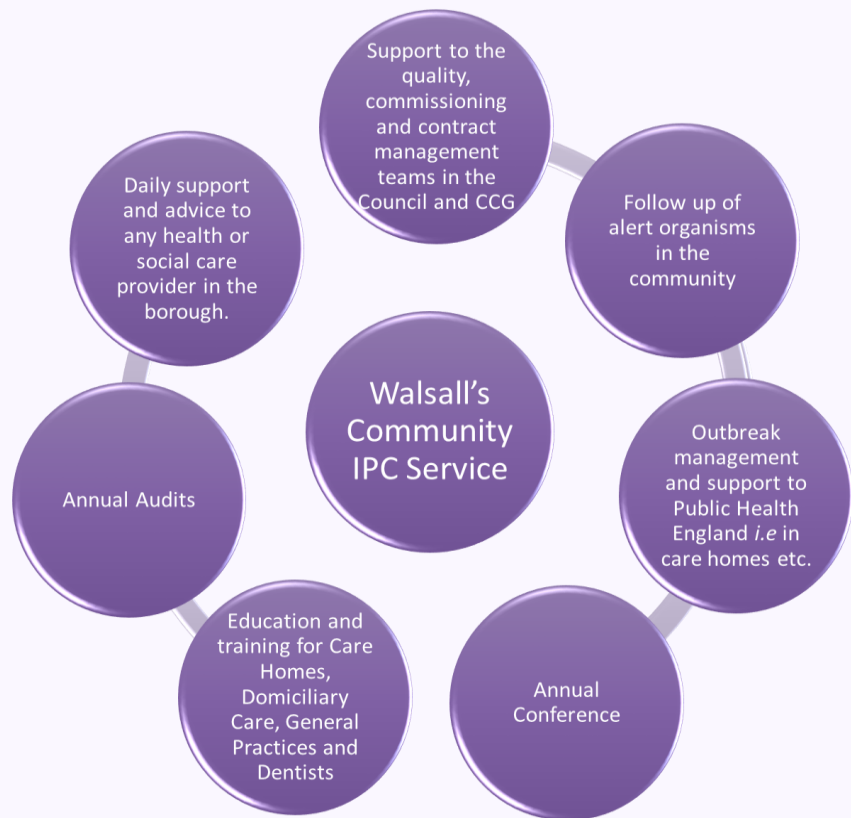 Support to the
quality,
commissioning
and contract
management
teams in the
Council and CCG
Follow up of
alert organisms
in the
community
Outbreak
management
and support to
Public Health
England i.e in
care homes etc.
Annual
Conference
Education and
training for Care
Homes,
Domiciliary
Care, General
Practices and
Dentists
Annual Audits
Daily support
and advice to
any health or
social care
provider in the
borough.
Walsall’s
Community
IPC Service